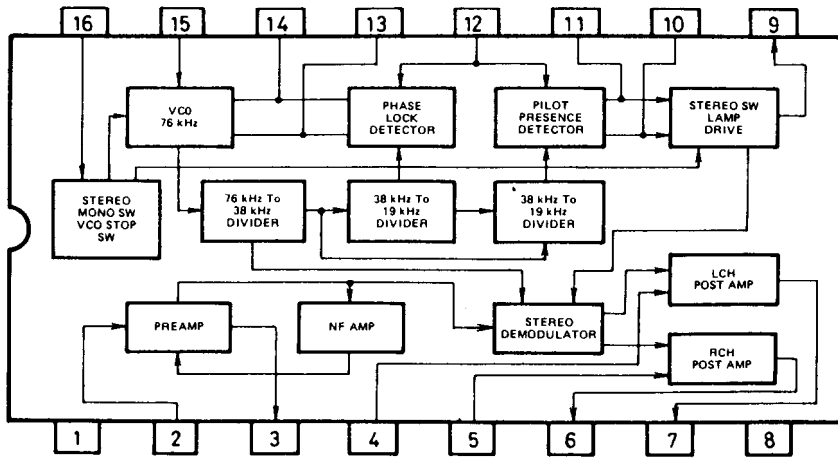 16 15 14 13 12 11 10 9
VCO
76 kHz
PHASE
LOCK
DETECTOR
PILOT
PRESENCE
DETECTOR
STEREO SW
LAMP
DRIVE
STEREO
MONO SW
VCO STOP
SW
76 kHz To
38 kHz
DIVIDER
38 kHz To
19 kHz
DIVIDER
38 kHz To
19 kHz
DIVIDER
PREAMP
NF AMP
STEREO
DEMODULATOR
LCH
POST AMP
RCH
POST AMP
1 2 3 4 5 6 7 8